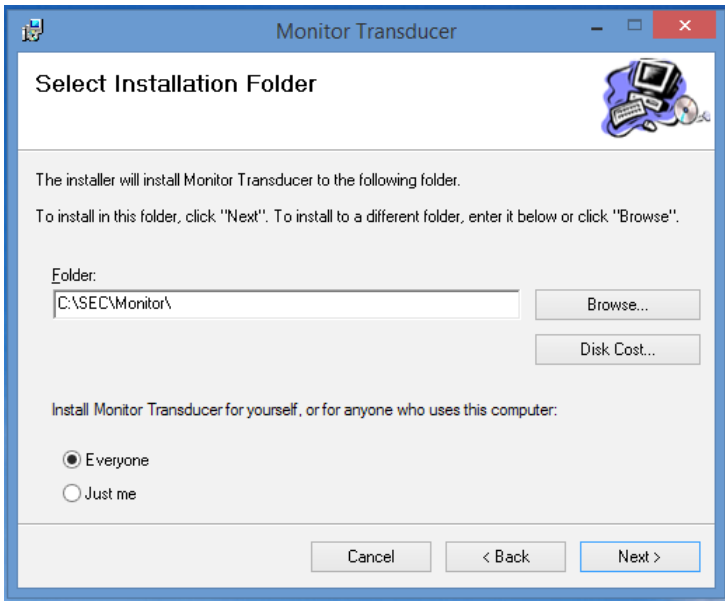 Monitor Transducer
Select Installation Folder
The installer will install Monitor Transducer to the following folder.
To install in this folder, click "Next". To install to a different folder, enter it below or click "Browse".
Folder:
C:\SEC\Monitor\
Browse...
Disk Cost...
Install Monitor Transducer for yourself, or for anyone who uses this computer:
Everyone
Just me
Cancel
< Back
Next >